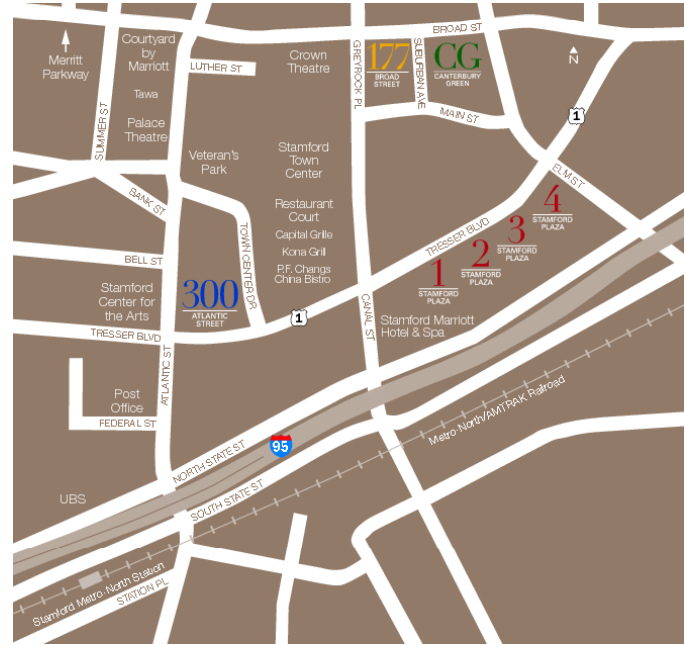 BROAD ST
Merritt
Parkway
Courtyard
by
Marriott
LUTHER ST
Crown
Theatre
GREYROCK PL
177
BROAD
STREET
SUBURBAN AVE
CG
CANTERBURY
GREEN
N
Tawa
Palace
Theatre
SUMMER ST
MAIN ST
1
Veteran's
Park
Stamford
Town
Center
ELM ST
BANK ST
Restaurant
Court
Capital Grille
Kona Grill
P.F. Changs
China Bistro
TOWN CENTER DR
TRESSER BLVD
4
STAMFORD
PLAZA
3
STAMFORD
PLAZA
2
STAMFORD
PLAZA
1
STAMFORD
PLAZA
BELL ST
Stamford
Center for
the Arts
300
ATLANTIC
STREET
1
CANAL ST
Stamford Marriott
Hotel & Spa
TRESSER BLVD
ATLANTIC ST
Post
Office
FEDERAL ST
Metro-North/AMTRAK Railroad
95
NORTH STATE ST
SOUTH STATE ST
UBS
Stamford Metro-North Station
STATION PL